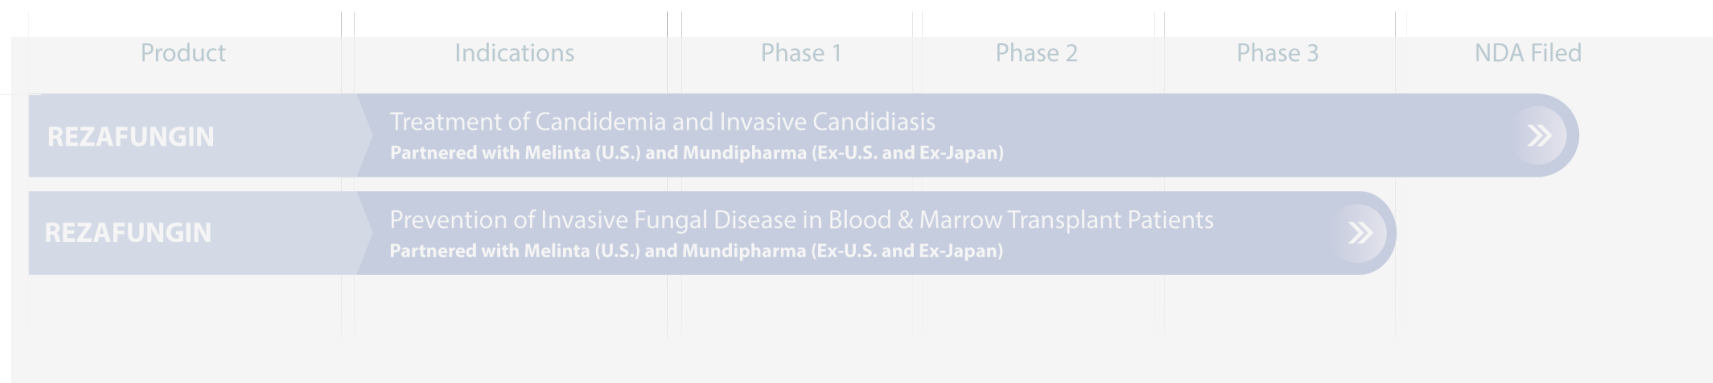 Product Indications Phase 1 Phase 2 Phase 3 NDA Filed
REZAFUNGIN
Treatment of Candidemia and Invasive Candidiasis
Partnered with Melinta (U.S.) and Mundipharma (Ex-U.S. and Ex-Japan)
REZAFUNGIN
Prevention of Invasive Fungal Disease in Blood & Marrow Transplant Patients
Partnered with Melinta (U.S.) and Mundipharma (Ex-U.S. and Ex-Japan)